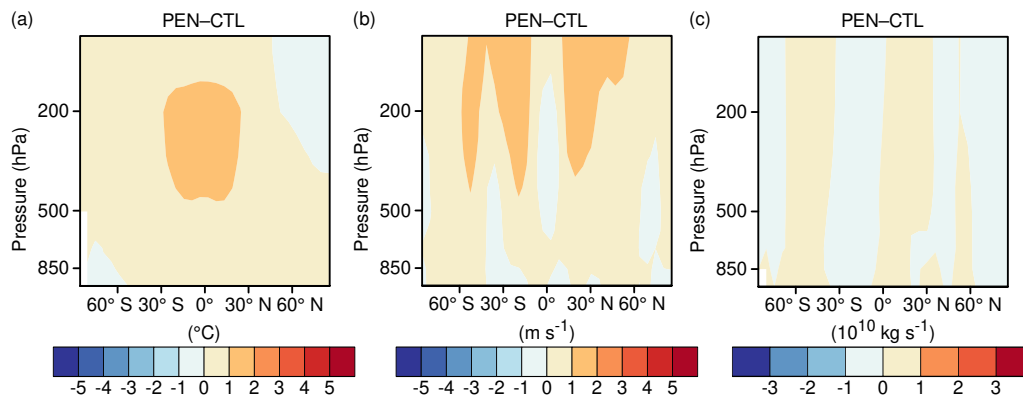 (a) PEN–CTL
Pressure (hPa)
200
500
850
60° S 30° S 0° 30° N 60° N
(°C)
-5 -4 -3 -2 -1 0 1 2 3 4 5
(b) PEN–CTL
Pressure (hPa)
200
500
850
60° S 30° S 0° 30° N 60° N
(m s⁻¹)
-5 -4 -3 -2 -1 0 1 2 3 4 5
(c) PEN–CTL
Pressure (hPa)
200
500
850
60° S 30° S 0° 30° N 60° N
(10¹⁰ kg s⁻¹)
-3 -2 -1 0 1 2 3